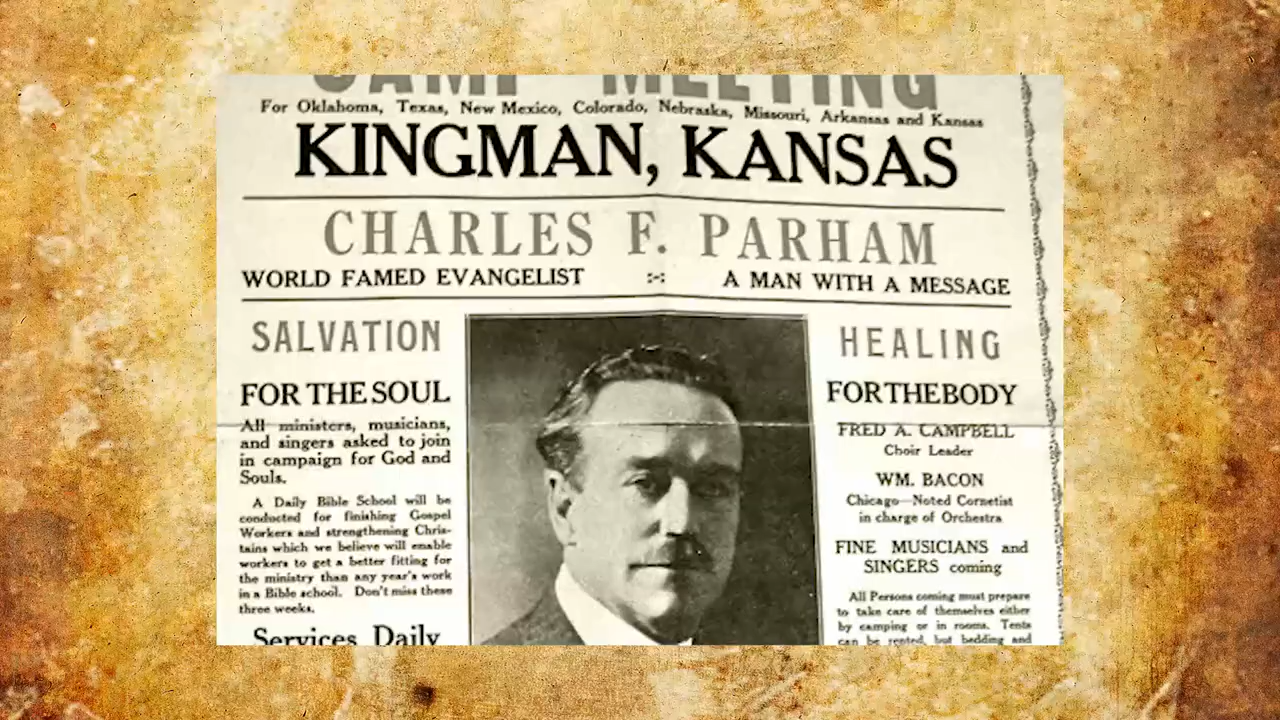 CAMP MEETING
For Oklahoma, Texas, New Mexico, Colorado, Nebraska, Missouri, Arkansas and Kansas
KINGMAN, KANSAS
CHARLES F. PARHAM
WORLD FAMED EVANGELIST :-: A MAN WITH A MESSAGE
SALVATION
FOR THE SOUL
All ministers, musicians,
and singers asked to join
in campaign for God and
Souls.
A Daily Bible School will be
conducted for finishing Gospel
Workers and strengthening Chris-
tains which we believe will enable
workers to get a better fitting for
the ministry than any year's work
in a Bible school. Don't miss these
three weeks.
Services Daily
HEALING
FOR THE BODY
FRED A. CAMPBELL
Choir Leader
WM. BACON
Chicago—Noted Cornetist
in charge of Orchestra
FINE MUSICIANS and
SINGERS coming
All Persons coming must prepare
to take care of themselves either
by camping or in rooms. Tents
can be rented, but bedding and